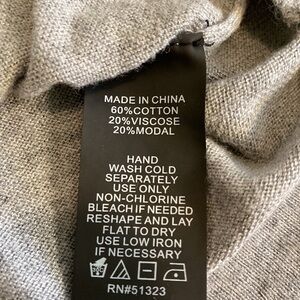 MADE IN CHINA
60%COTTON
20%VISCOSE
20%MODAL
HAND
WASH COLD
SEPARATELY
USE ONLY
NON-CHLORINE
BLEACH IF NEEDED
RESHAPE AND LAY
FLAT TO DRY
USE LOW IRON
IF NECESSARY
RN#51323